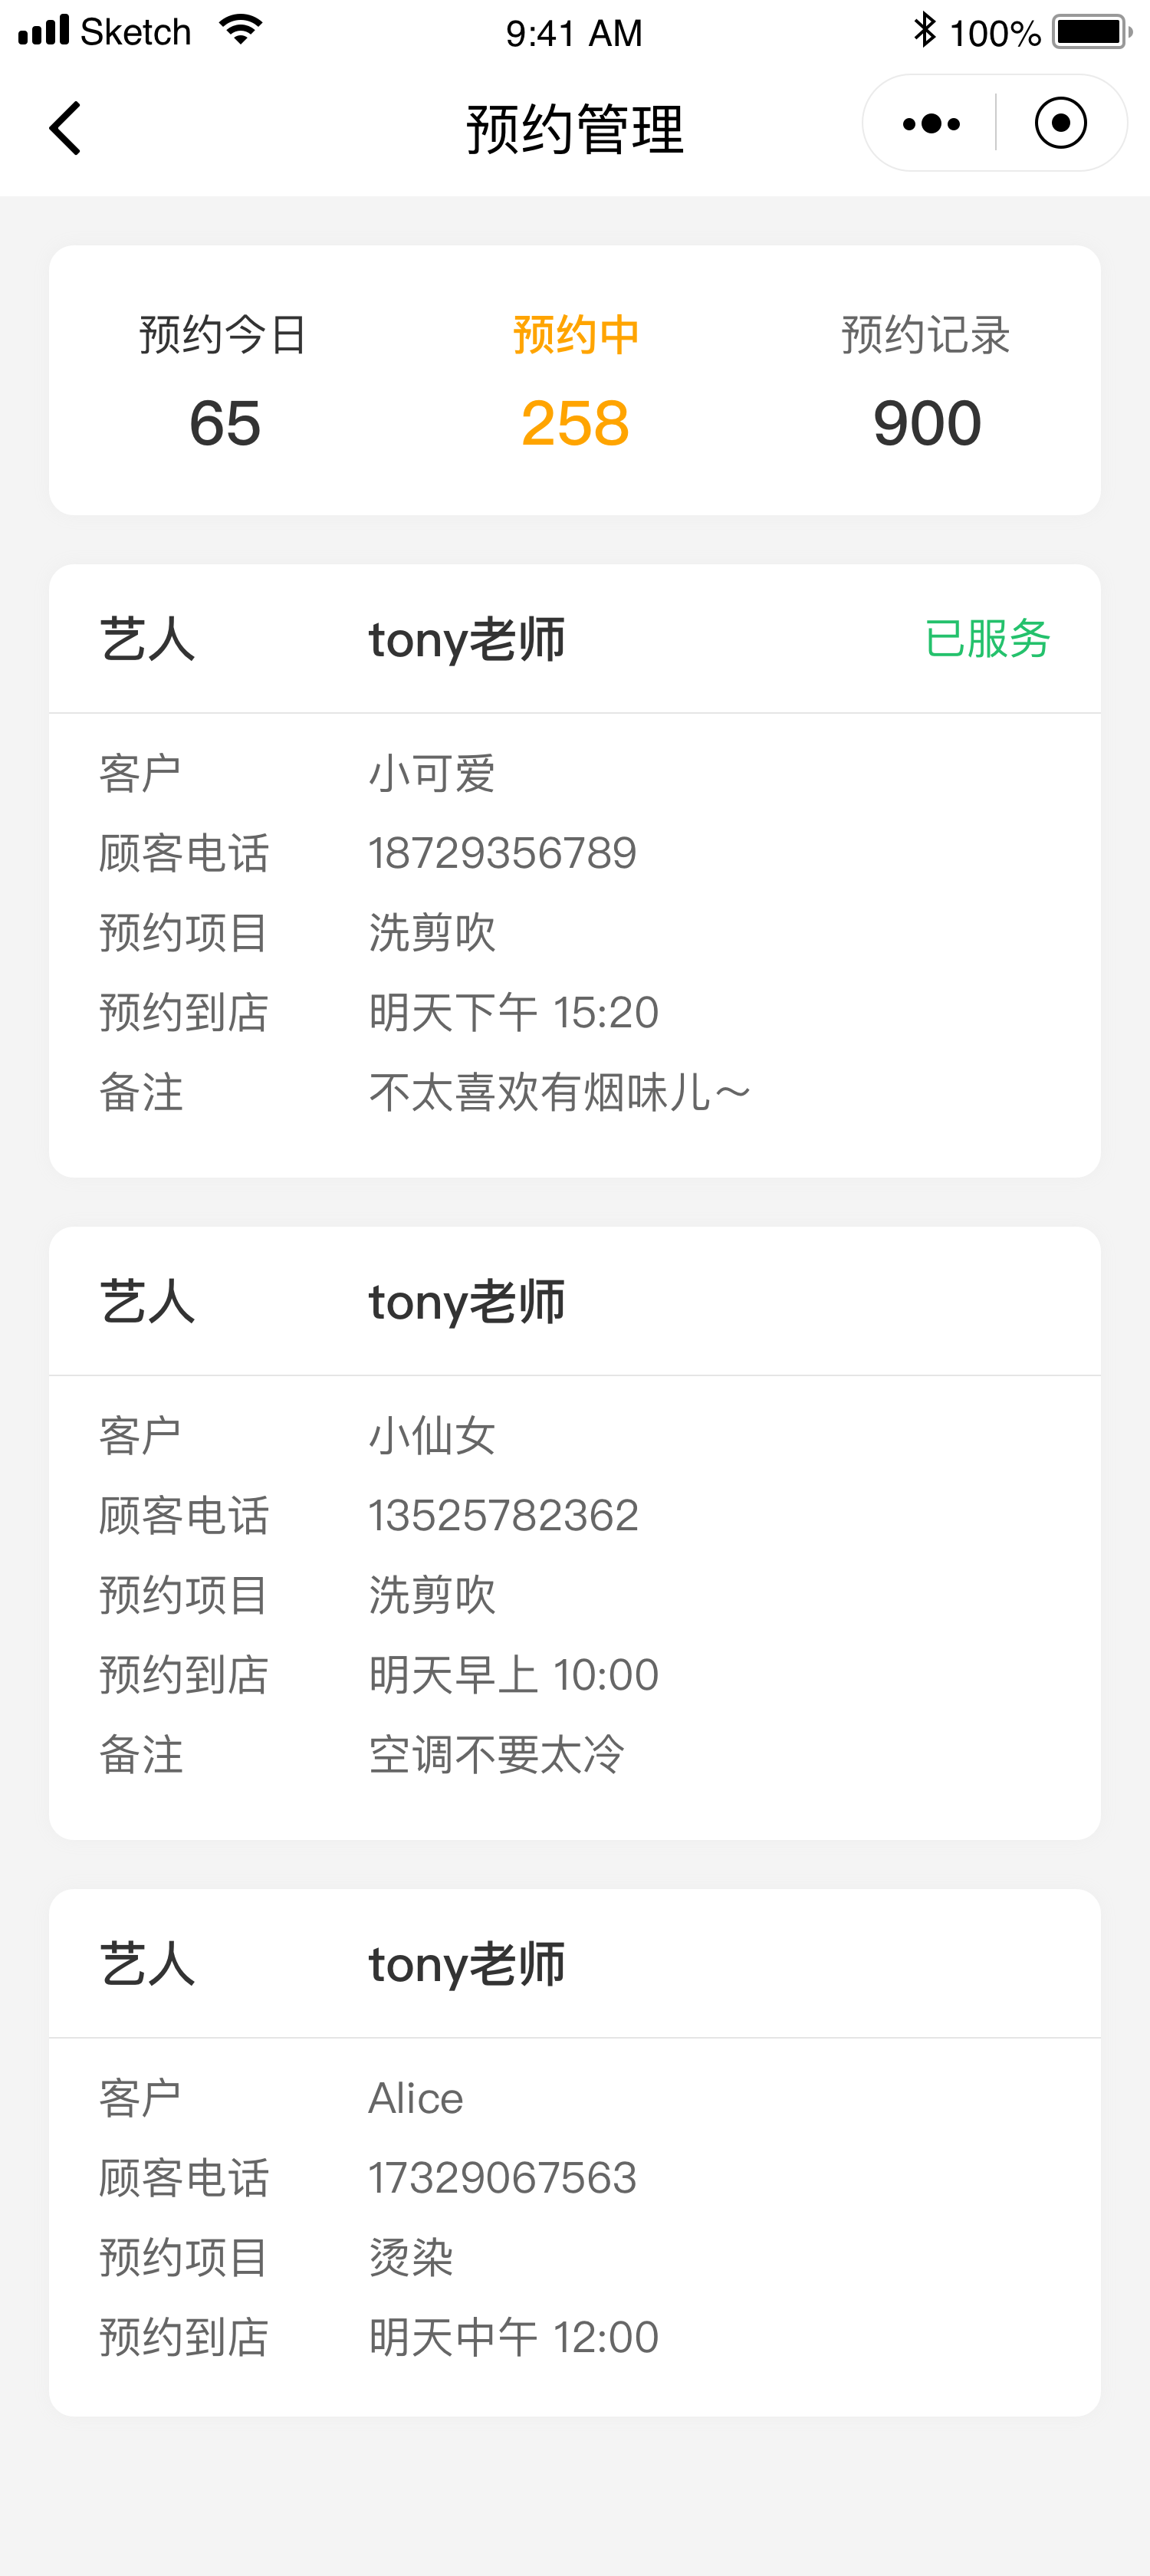 Sketch 9:41 AM 100%
预约管理
预约今日 预约中 预约记录
65 258 900
艺人 tony老师 已服务
客户 小可爱
顾客电话 18729356789
预约项目 洗剪吹
预约到店 明天下午 15:20
备注 不太喜欢有烟味儿～
艺人 tony老师
客户 小仙女
顾客电话 13525782362
预约项目 洗剪吹
预约到店 明天早上 10:00
备注 空调不要太冷
艺人 tony老师
客户 Alice
顾客电话 17329067563
预约项目 烫染
预约到店 明天中午 12:00